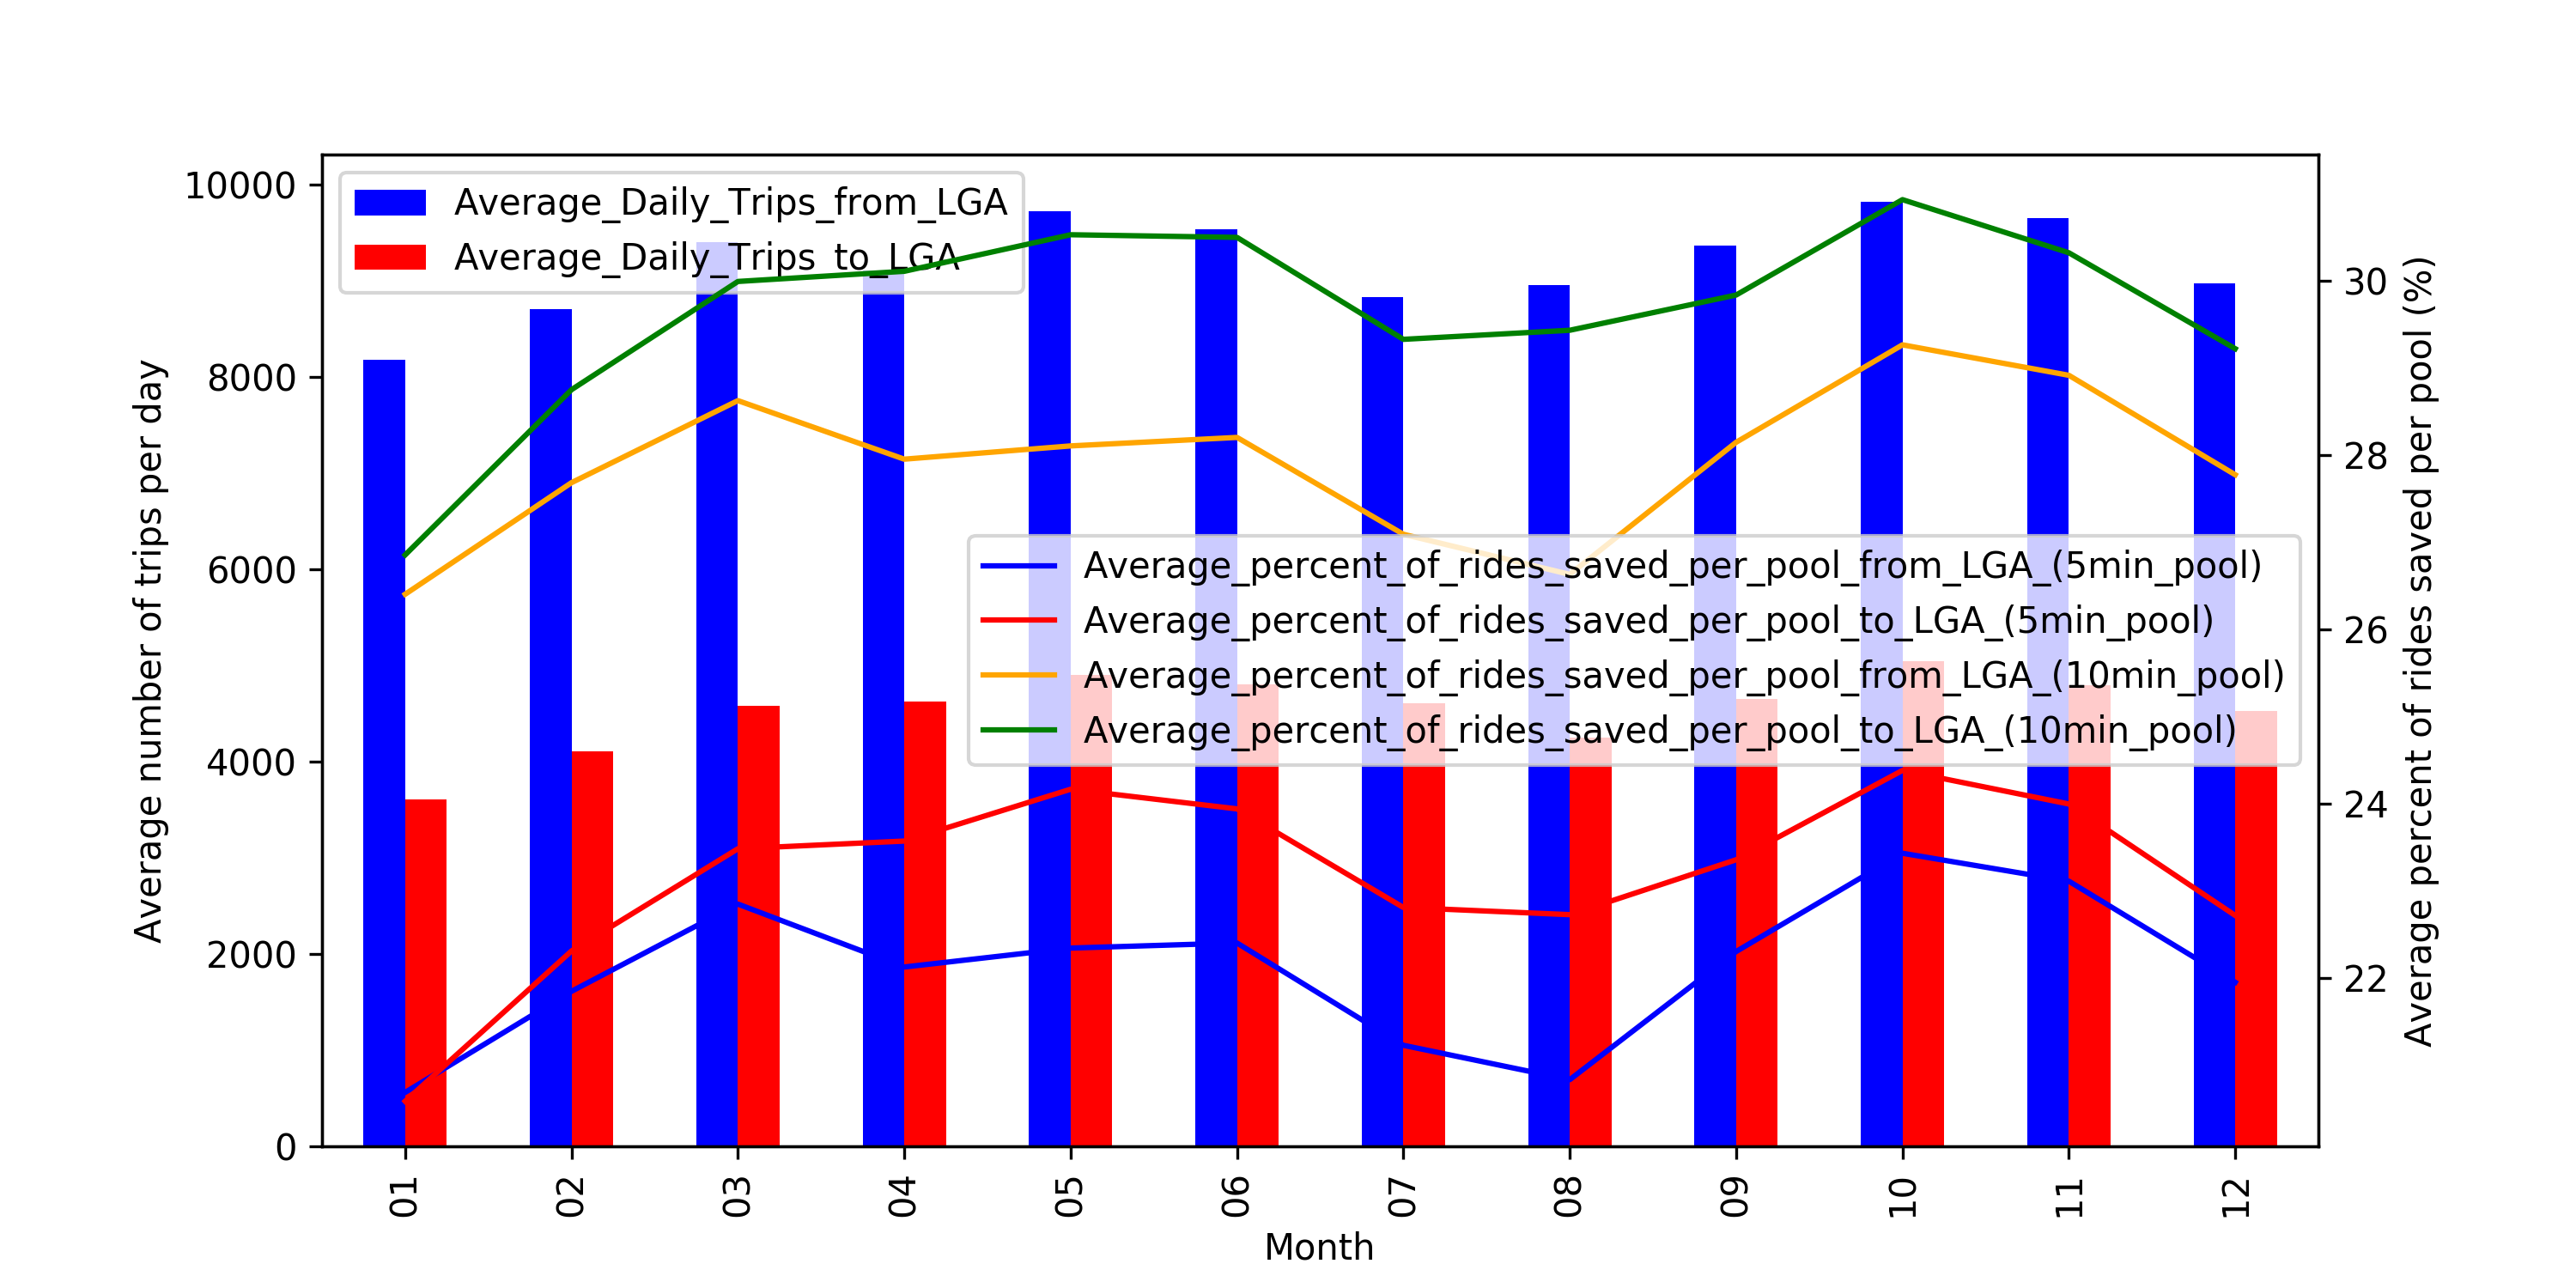 Average_Daily_Trips_from_LGA
Average_Daily_Trips_to_LGA
Average_percent_of_rides_saved_per_pool_from_LGA_(5min_pool)
Average_percent_of_rides_saved_per_pool_to_LGA_(5min_pool)
Average_percent_of_rides_saved_per_pool_from_LGA_(10min_pool)
Average_percent_of_rides_saved_per_pool_to_LGA_(10min_pool)
Average number of trips per day
10000
8000
6000
4000
2000
0
30
28
26
24
22
Average percent of rides saved per pool (%)
01 02 03 04 05 06 07 08 09 10 11 12
Month